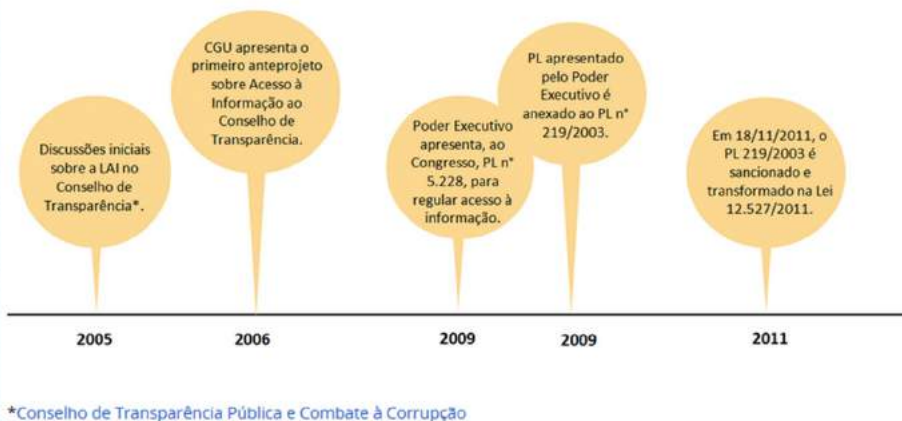 Discussões iniciais
sobre a LAI no
Conselho de
Transparência*.
CGU apresenta o
primeiro anteprojeto
sobre Acesso à
Informação ao
Conselho de
Transparência.
Poder Executivo
apresenta, ao
Congresso, PL n°
5.228, para
regular acesso à
informação.
PL apresentado
pelo Poder
Executivo é
anexado ao PL n°
219/2003.
Em 18/11/2011, o
PL 219/2003 é
sancionado e
transformado na Lei
12.527/2011.
2005
2006
2009
2009
2011
*Conselho de Transparência Pública e Combate à Corrupção